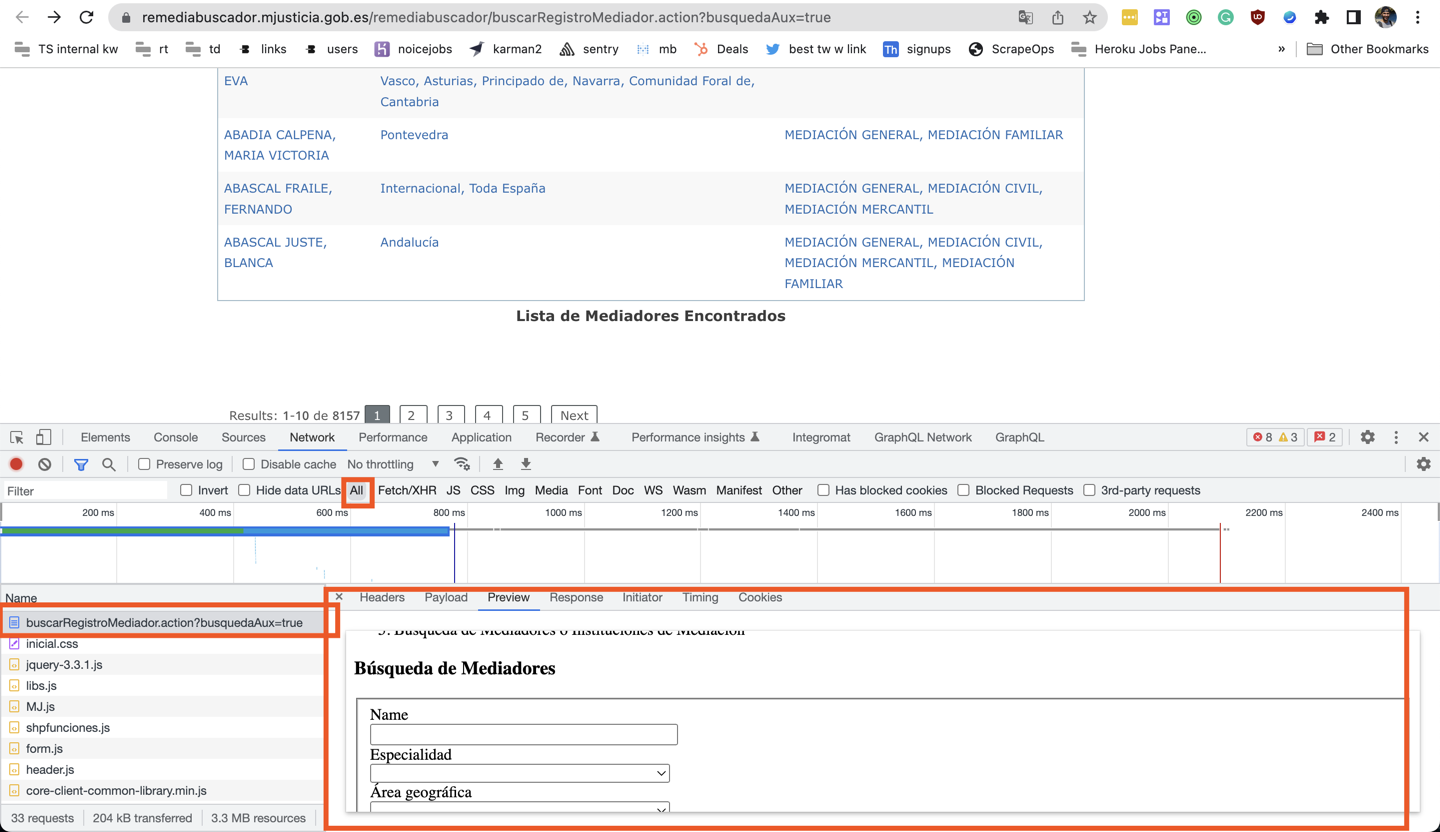 remediabuscador.mjusticia.gob.es/remediabuscador/buscarRegistroMediador.action?busquedaAux=true
TS internal kw rt td links users noicejobs karman2 sentry mb Deals best tw w link signups ScrapeOps Heroku Jobs Pane... » Other Bookmarks
EVA
Vasco, Asturias, Principado de, Navarra, Comunidad Foral de,
Cantabria
ABADIA CALPENA,
MARIA VICTORIA
Pontevedra
MEDIACIÓN GENERAL, MEDIACIÓN FAMILIAR
ABASCAL FRAILE,
FERNANDO
Internacional, Toda España
MEDIACIÓN GENERAL, MEDIACIÓN CIVIL,
MEDIACIÓN MERCANTIL
ABASCAL JUSTE,
BLANCA
Andalucía
MEDIACIÓN GENERAL, MEDIACIÓN CIVIL,
MEDIACIÓN MERCANTIL, MEDIACIÓN
FAMILIAR
Lista de Mediadores Encontrados
Results: 1-10 de 8157 1 2 3 4 5 Next
Elements Console Sources Network Performance Application Recorder Performance insights Integromat GraphQL Network GraphQL 8 3 2
Preserve log Disable cache No throttling
Filter Invert Hide data URLs All Fetch/XHR JS CSS Img Media Font Doc WS Wasm Manifest Other Has blocked cookies Blocked Requests 3rd-party requests
200 ms 400 ms 600 ms 800 ms 1000 ms 1200 ms 1400 ms 1600 ms 1800 ms 2000 ms 2200 ms 2400 ms
Name
× Headers Payload Preview Response Initiator Timing Cookies
buscarRegistroMediador.action?busquedaAux=true
inicial.css
jquery-3.3.1.js
libs.js
MJ.js
shpfunciones.js
form.js
header.js
core-client-common-library.min.js
3. Búsqueda de Mediadores o Instituciones de Mediación
Búsqueda de Mediadores
Name
Especialidad
Área geográfica
33 requests 204 kB transferred 3.3 MB resources